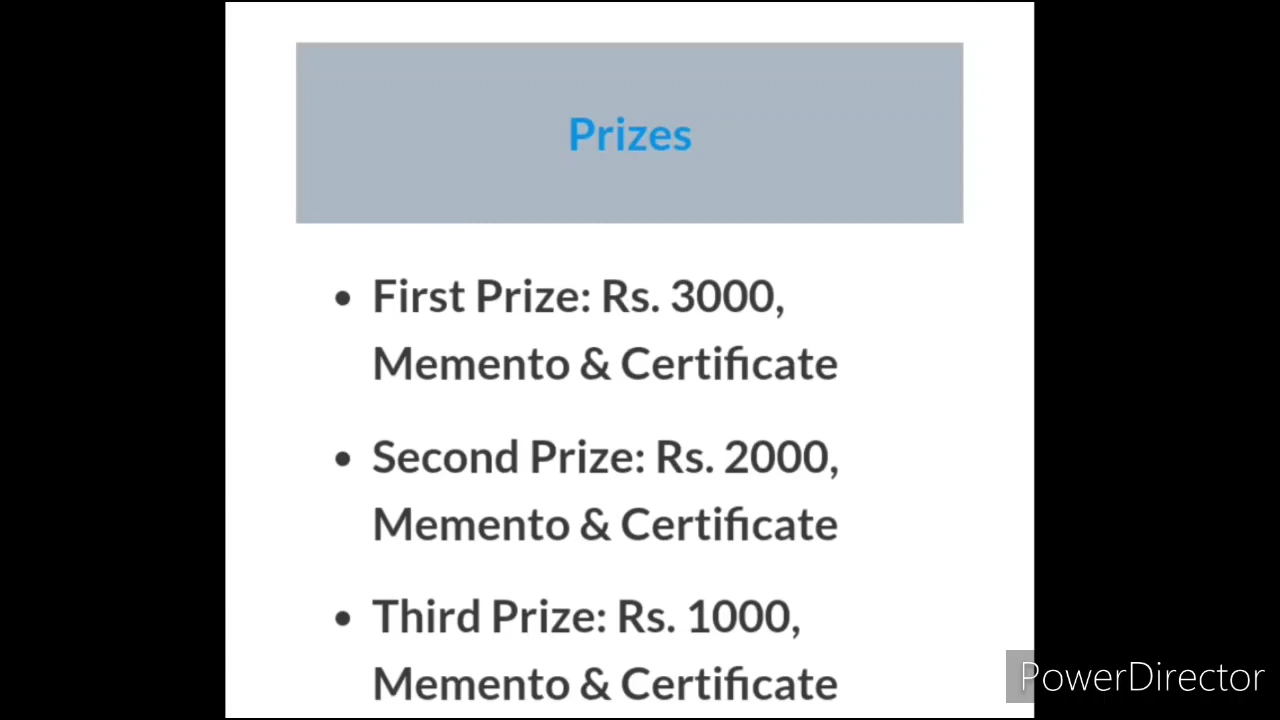 Prizes
• First Prize: Rs. 3000,
Memento & Certificate
• Second Prize: Rs. 2000,
Memento & Certificate
• Third Prize: Rs. 1000,
Memento & Certificate
PowerDirector